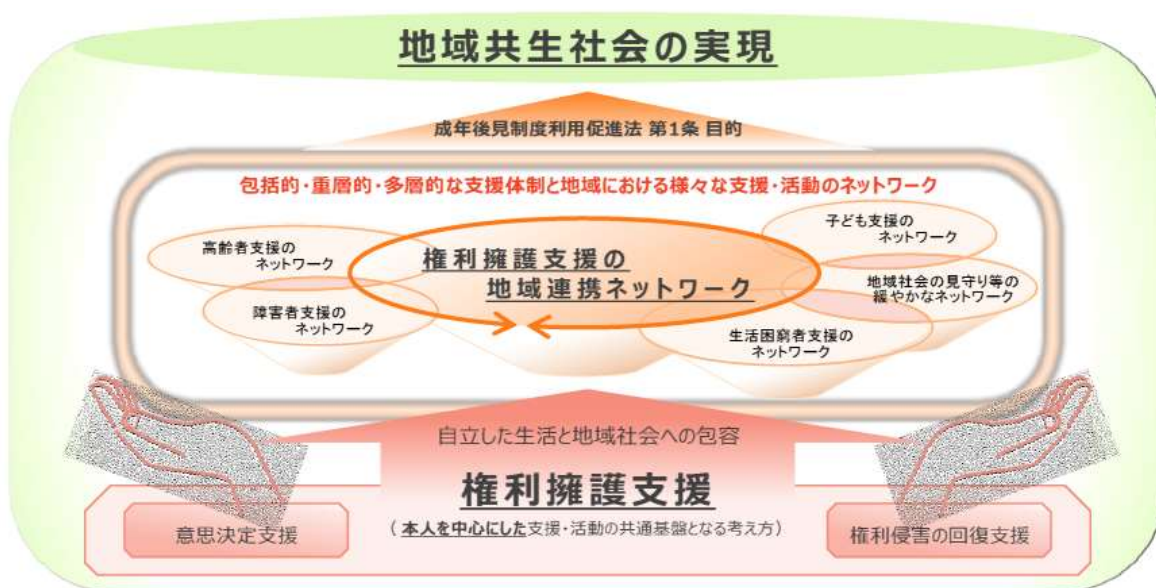 地域共生社会の実現
成年後見制度利用促進法 第1条 目的
包括的・重層的・多層的な支援体制と地域における様々な支援・活動のネットワーク
高齢者支援の
ネットワーク
障害者支援の
ネットワーク
権利擁護支援の
地域連携ネットワーク
子ども支援の
ネットワーク
地域社会の見守り等の
緩やかなネットワーク
生活困窮者支援の
ネットワーク
自立した生活と地域社会への包容
権利擁護支援
(本人を中心にした支援・活動の共通基盤となる考え方)
意思決定支援
権利侵害の回復支援